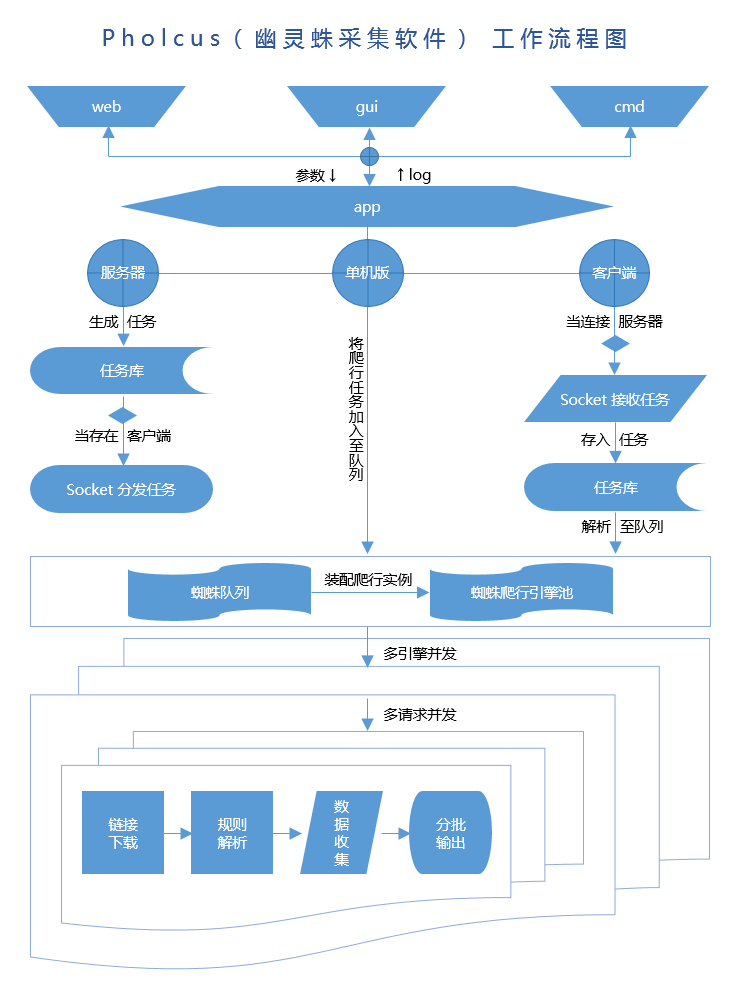 Pholcus（幽灵蛛采集软件） 工作流程图
web
gui
cmd
参数↓
↑log
app
服务器
单机版
客户端
生成 任务
当连接 服务器
将爬行任务加入至队列
任务库
Socket 接收任务
当存在 客户端
存入 任务
Socket 分发任务
任务库
解析 至队列
蜘蛛队列
装配爬行实例
蜘蛛爬行引擎池
多引擎并发
多请求并发
链接
下载
规则
解析
数
据
收
集
分批
输出